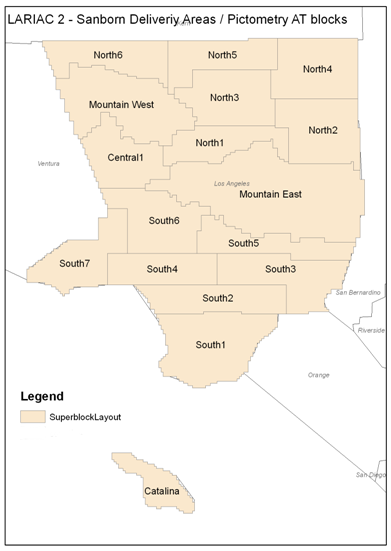 LARIAC 2 - Sanborn Deliveriy Areas / Pictometry AT blocks
North6
North5
North4
Mountain West
North3
North2
North1
Central1
Ventura
Los Angeles
Mountain East
South6
South5
South7
South4
South3
San Bernardino
South2
Riverside
South1
Orange
Legend
SuperblockLayout
San Diego
Catalina